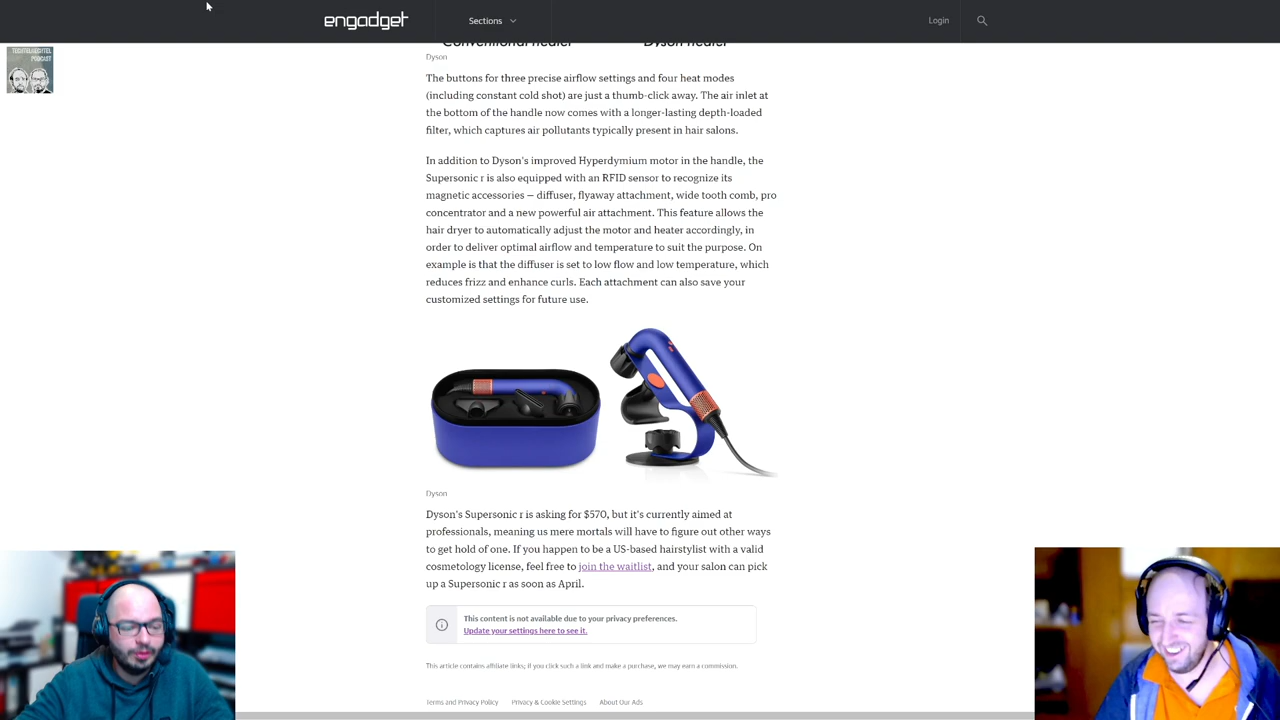 engadget
Sections
Login
TECHTELMECHTEL
PODCAST
Conventional heater Dyson heater
Dyson
The buttons for three precise airflow settings and four heat modes
(including constant cold shot) are just a thumb-click away. The air inlet at
the bottom of the handle now comes with a longer-lasting depth-loaded
filter, which captures air pollutants typically present in hair salons.
In addition to Dyson's improved Hyperdymium motor in the handle, the
Supersonic r is also equipped with an RFID sensor to recognize its
magnetic accessories — diffuser, flyaway attachment, wide tooth comb, pro
concentrator and a new powerful air attachment. This feature allows the
hair dryer to automatically adjust the motor and heater accordingly, in
order to deliver optimal airflow and temperature to suit the purpose. On
example is that the diffuser is set to low flow and low temperature, which
reduces frizz and enhance curls. Each attachment can also save your
customized settings for future use.
Dyson
Dyson's Supersonic r is asking for $570, but it's currently aimed at
professionals, meaning us mere mortals will have to figure out other ways
to get hold of one. If you happen to be a US-based hairstylist with a valid
cosmetology license, feel free to join the waitlist, and your salon can pick
up a Supersonic r as soon as April.
This content is not available due to your privacy preferences.
Update your settings here to see it.
This article contains affiliate links; if you click such a link and make a purchase, we may earn a commission.
Terms and Privacy Policy Privacy & Cookie Settings About Our Ads